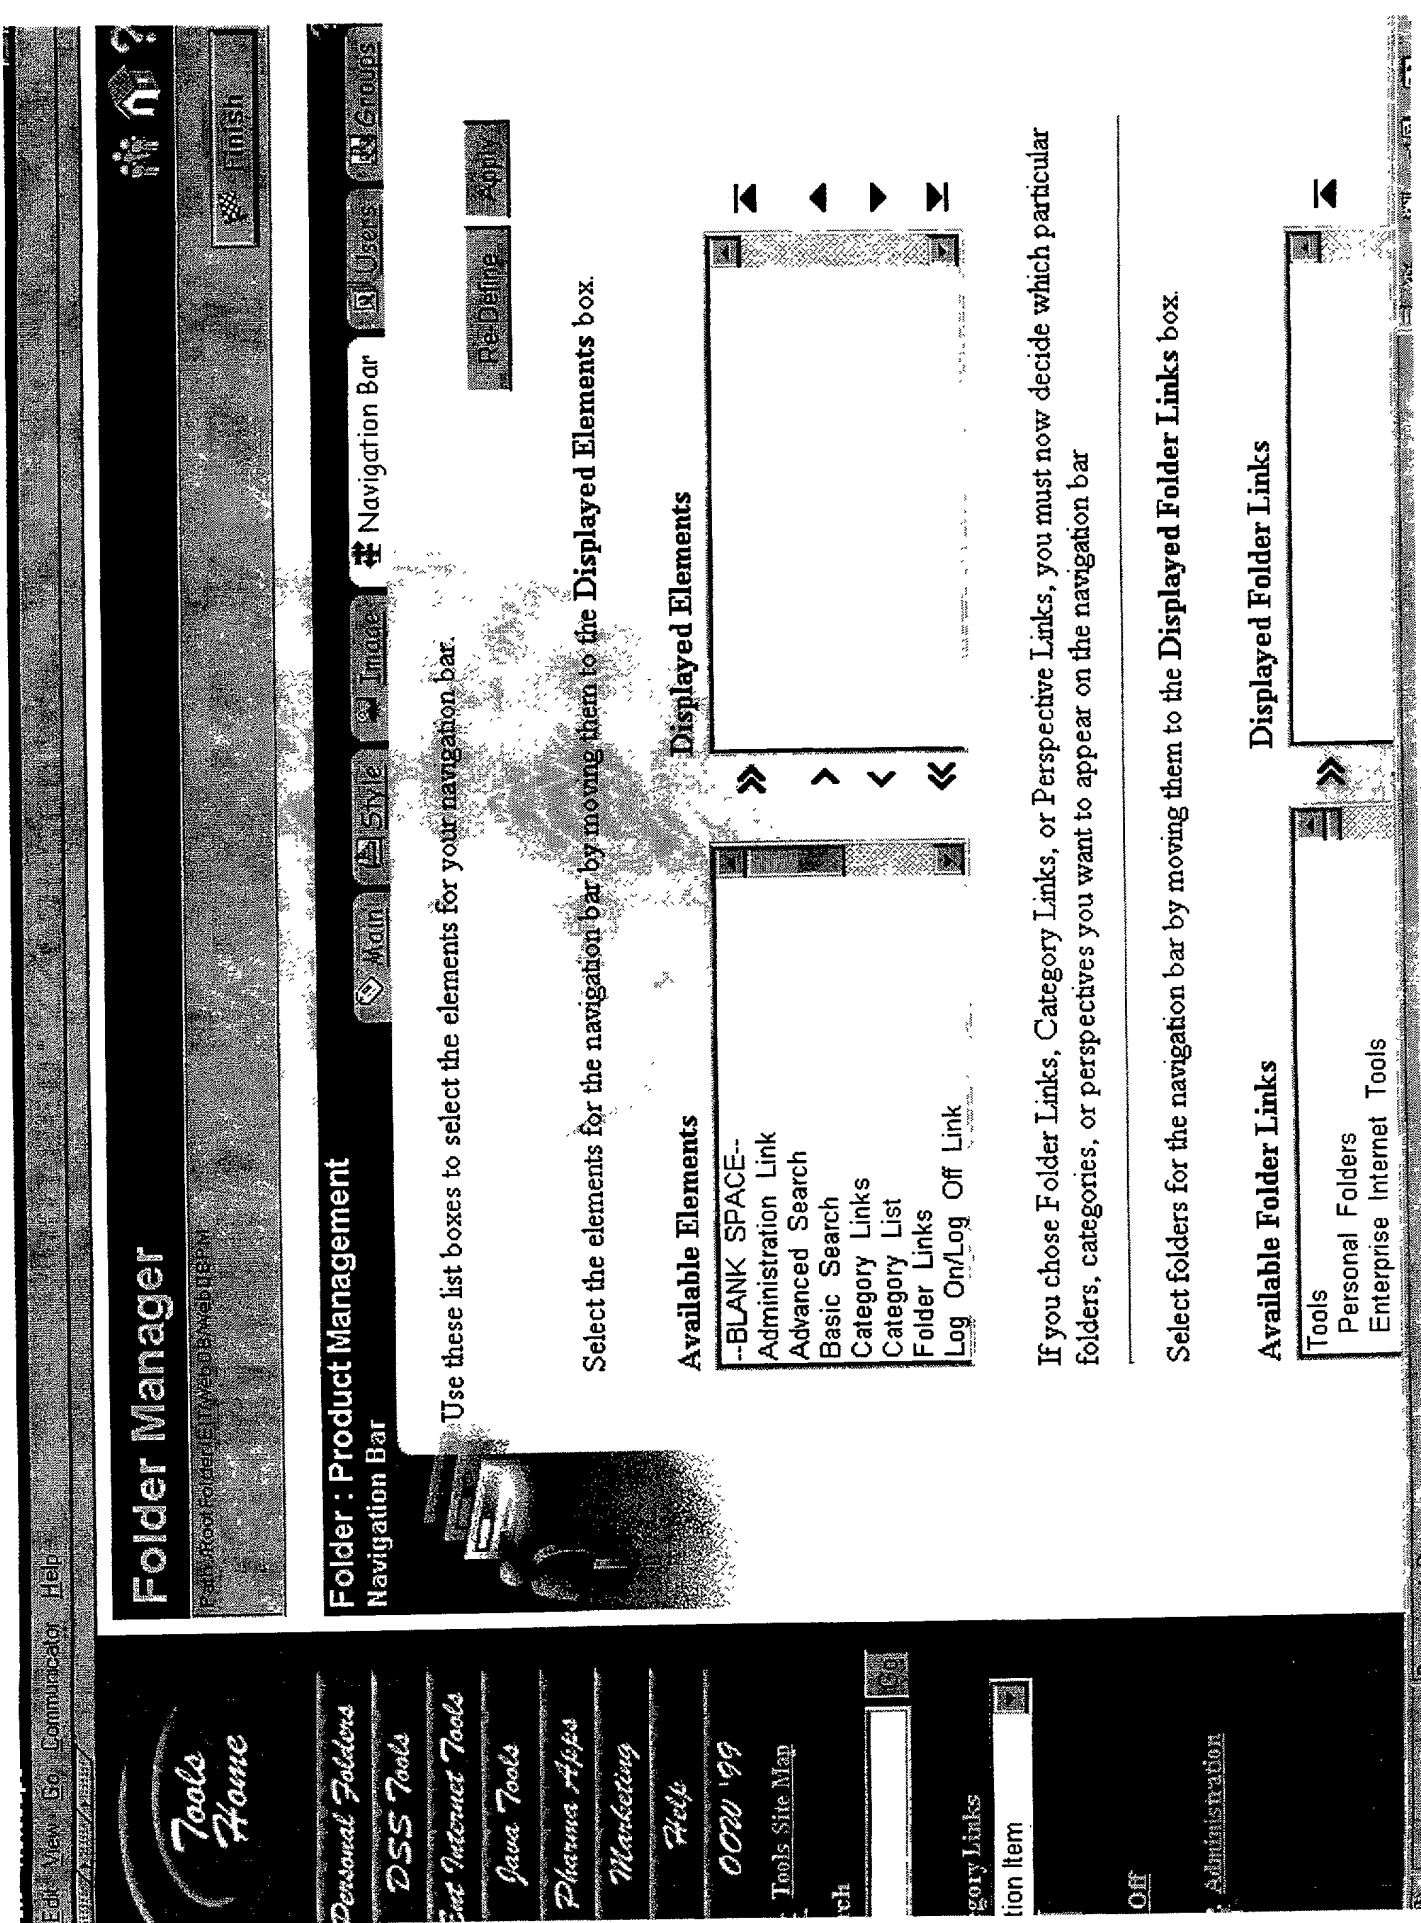 Edit View Go Communicator Help
Tools
Home
Personal Folders
DSS Tools
Ent Internet Tools
Java Tools
Pharma Apps
Marketing
Help
OOW '99
Tools Site Map
rch
Go
gory Links
tion Item
Off
Administration
Folder Manager
Finish
Folder : Product Management
Navigation Bar
Main
Style
Image
Navigation Bar
Users
Groups
Use these list boxes to select the elements for your navigation bar.
Re-Define
Apply
Select the elements for the navigation bar by moving them to the Displayed Elements box.
Available Elements
Displayed Elements
--BLANK SPACE--
Administration Link
Advanced Search
Basic Search
Category Links
Category List
Folder Links
Log On/Log Off Link
If you chose Folder Links, Category Links, or Perspective Links, you must now decide which particular
folders, categories, or perspectives you want to appear on the navigation bar
Select folders for the navigation bar by moving them to the Displayed Folder Links box.
Available Folder Links
Displayed Folder Links
Tools
Personal Folders
Enterprise Internet Tools